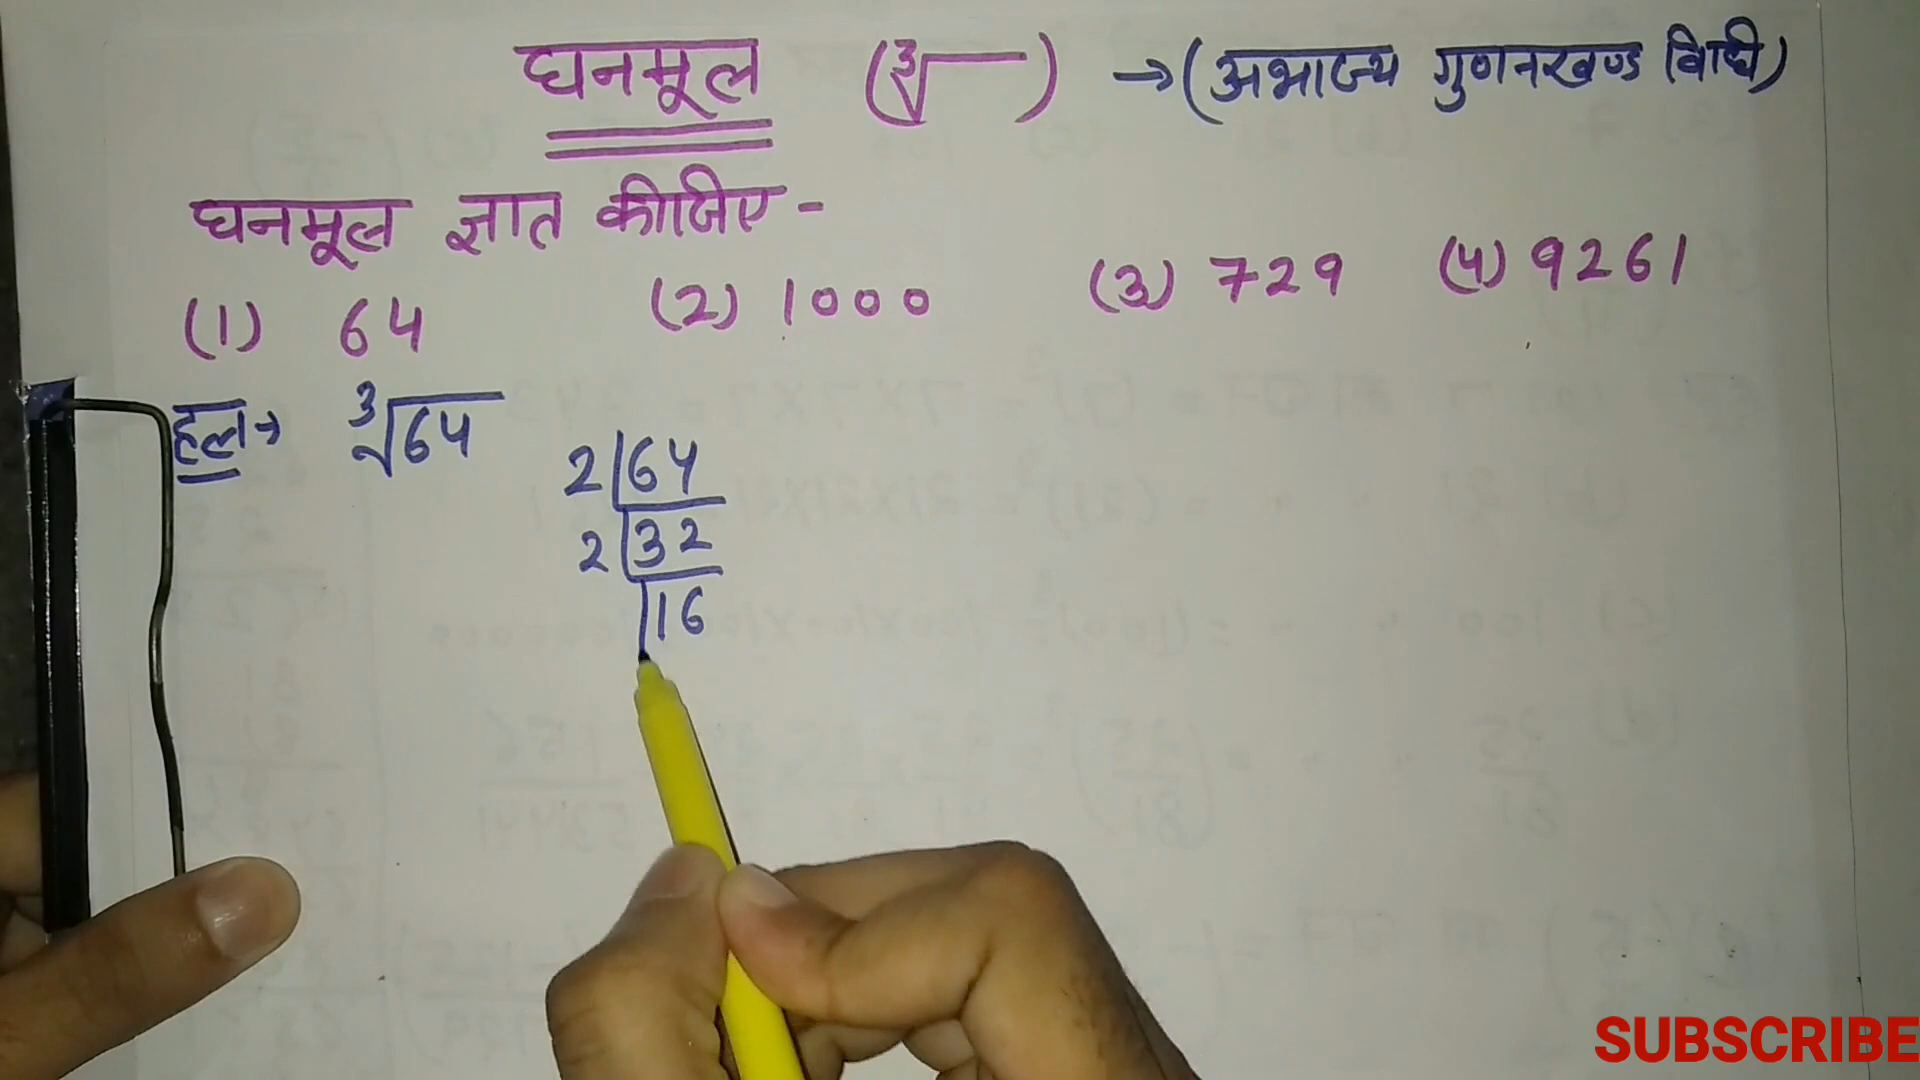 घनमूल (∛‾) → (अभाज्य गुणनखण्ड विधि)
घनमूल ज्ञात कीजिए -
(1) 64 (2) 1000 (3) 729 (4) 9261
हल → ∛64
2 | 64
2 | 32
| 16
SUBSCRIBE